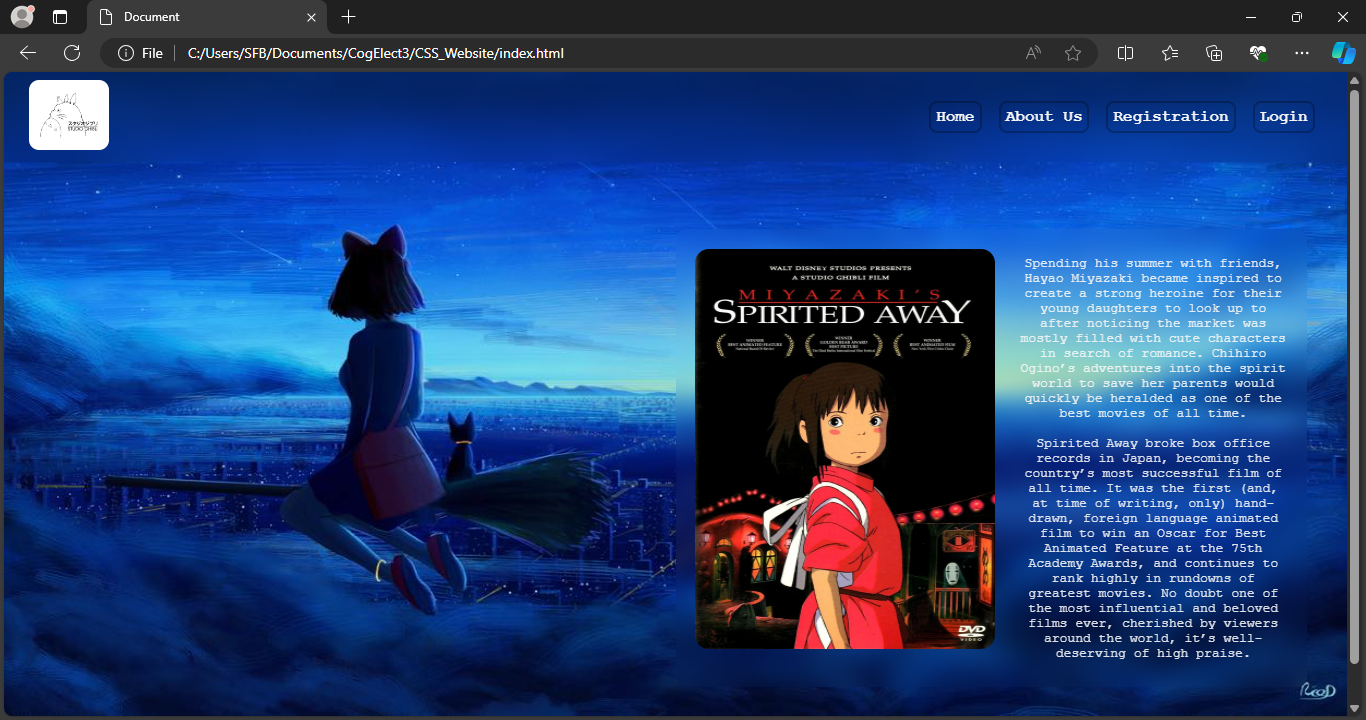 Document
File
C:/Users/SFB/Documents/CogElect3/CSS_Website/index.html
スタジオジブリ
STUDIO GHIBLI
Home
About Us
Registration
Login
WALT DISNEY STUDIOS PRESENTS
A STUDIO GHIBLI FILM
MIYAZAKI'S
SPIRITED AWAY
WINNER
BEST ANIMATED FEATURE
National Board Of Review
WINNER
GOLDEN BEAR AWARD
BEST PICTURE
WINNER
BEST ANIMATED FILM
New York Film Critics Circle
DVD
VIDEO
Spending his summer with friends,
Hayao Miyazaki became inspired to
create a strong heroine for their
young daughters to look up to
after noticing the market was
mostly filled with cute characters
in search of romance. Chihiro
Ogino’s adventures into the spirit
world to save her parents would
quickly be heralded as one of the
best movies of all time.
Spirited Away broke box office
records in Japan, becoming the
country’s most successful film of
all time. It was the first (and,
at time of writing, only) hand-
drawn, foreign language animated
film to win an Oscar for Best
Animated Feature at the 75th
Academy Awards, and continues to
rank highly in rundowns of
greatest movies. No doubt one of
the most influential and beloved
films ever, cherished by viewers
around the world, it’s well-
deserving of high praise.